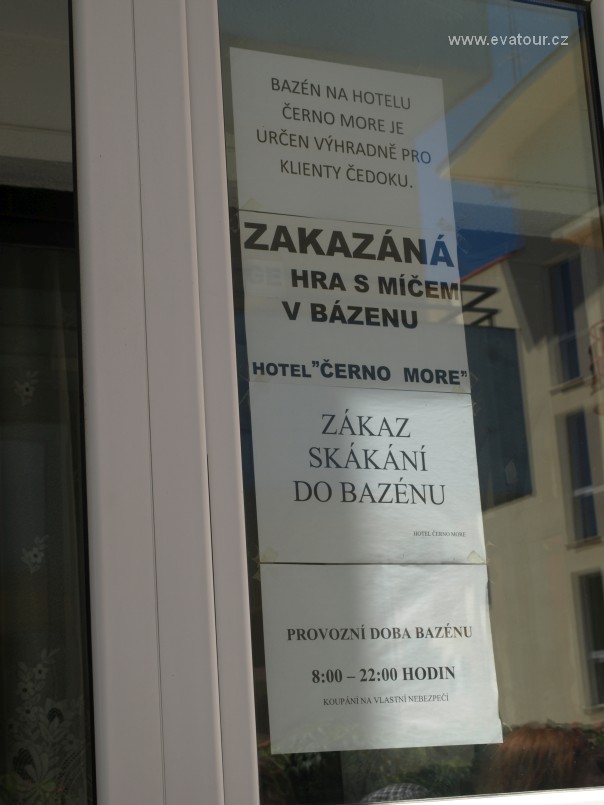 www.evatour.cz
BAZÉN NA HOTELU
ČERNO MORE JE
URČEN VÝHRADNĚ PRO
KLIENTY ČEDOKU.
ZAKAZÁNÁ
HRA S MÍČEM
V BÁZENU
HOTEL "ČERNO MORE"
ZÁKAZ
SKÁKÁNÍ
DO BAZÉNU
HOTEL ČERNO MORE
PROVOZNÍ DOBA BAZÉNU
8:00 – 22:00 HODIN
KOUPÁNÍ NA VLASTNÍ NEBEZPEČÍ